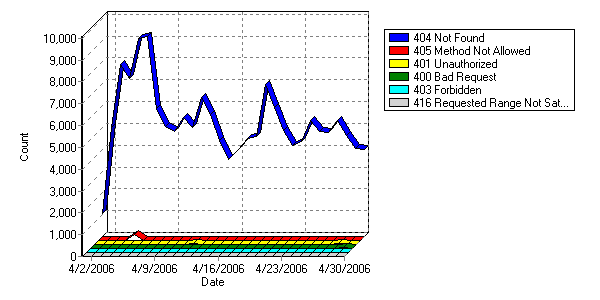 10,000
9,000
8,000
7,000
6,000
5,000
4,000
3,000
2,000
1,000
0
Count
4/2/2006 4/9/2006 4/16/2006 4/23/2006 4/30/2006
Date
404 Not Found
405 Method Not Allowed
401 Unauthorized
400 Bad Request
403 Forbidden
416 Requested Range Not Sat...